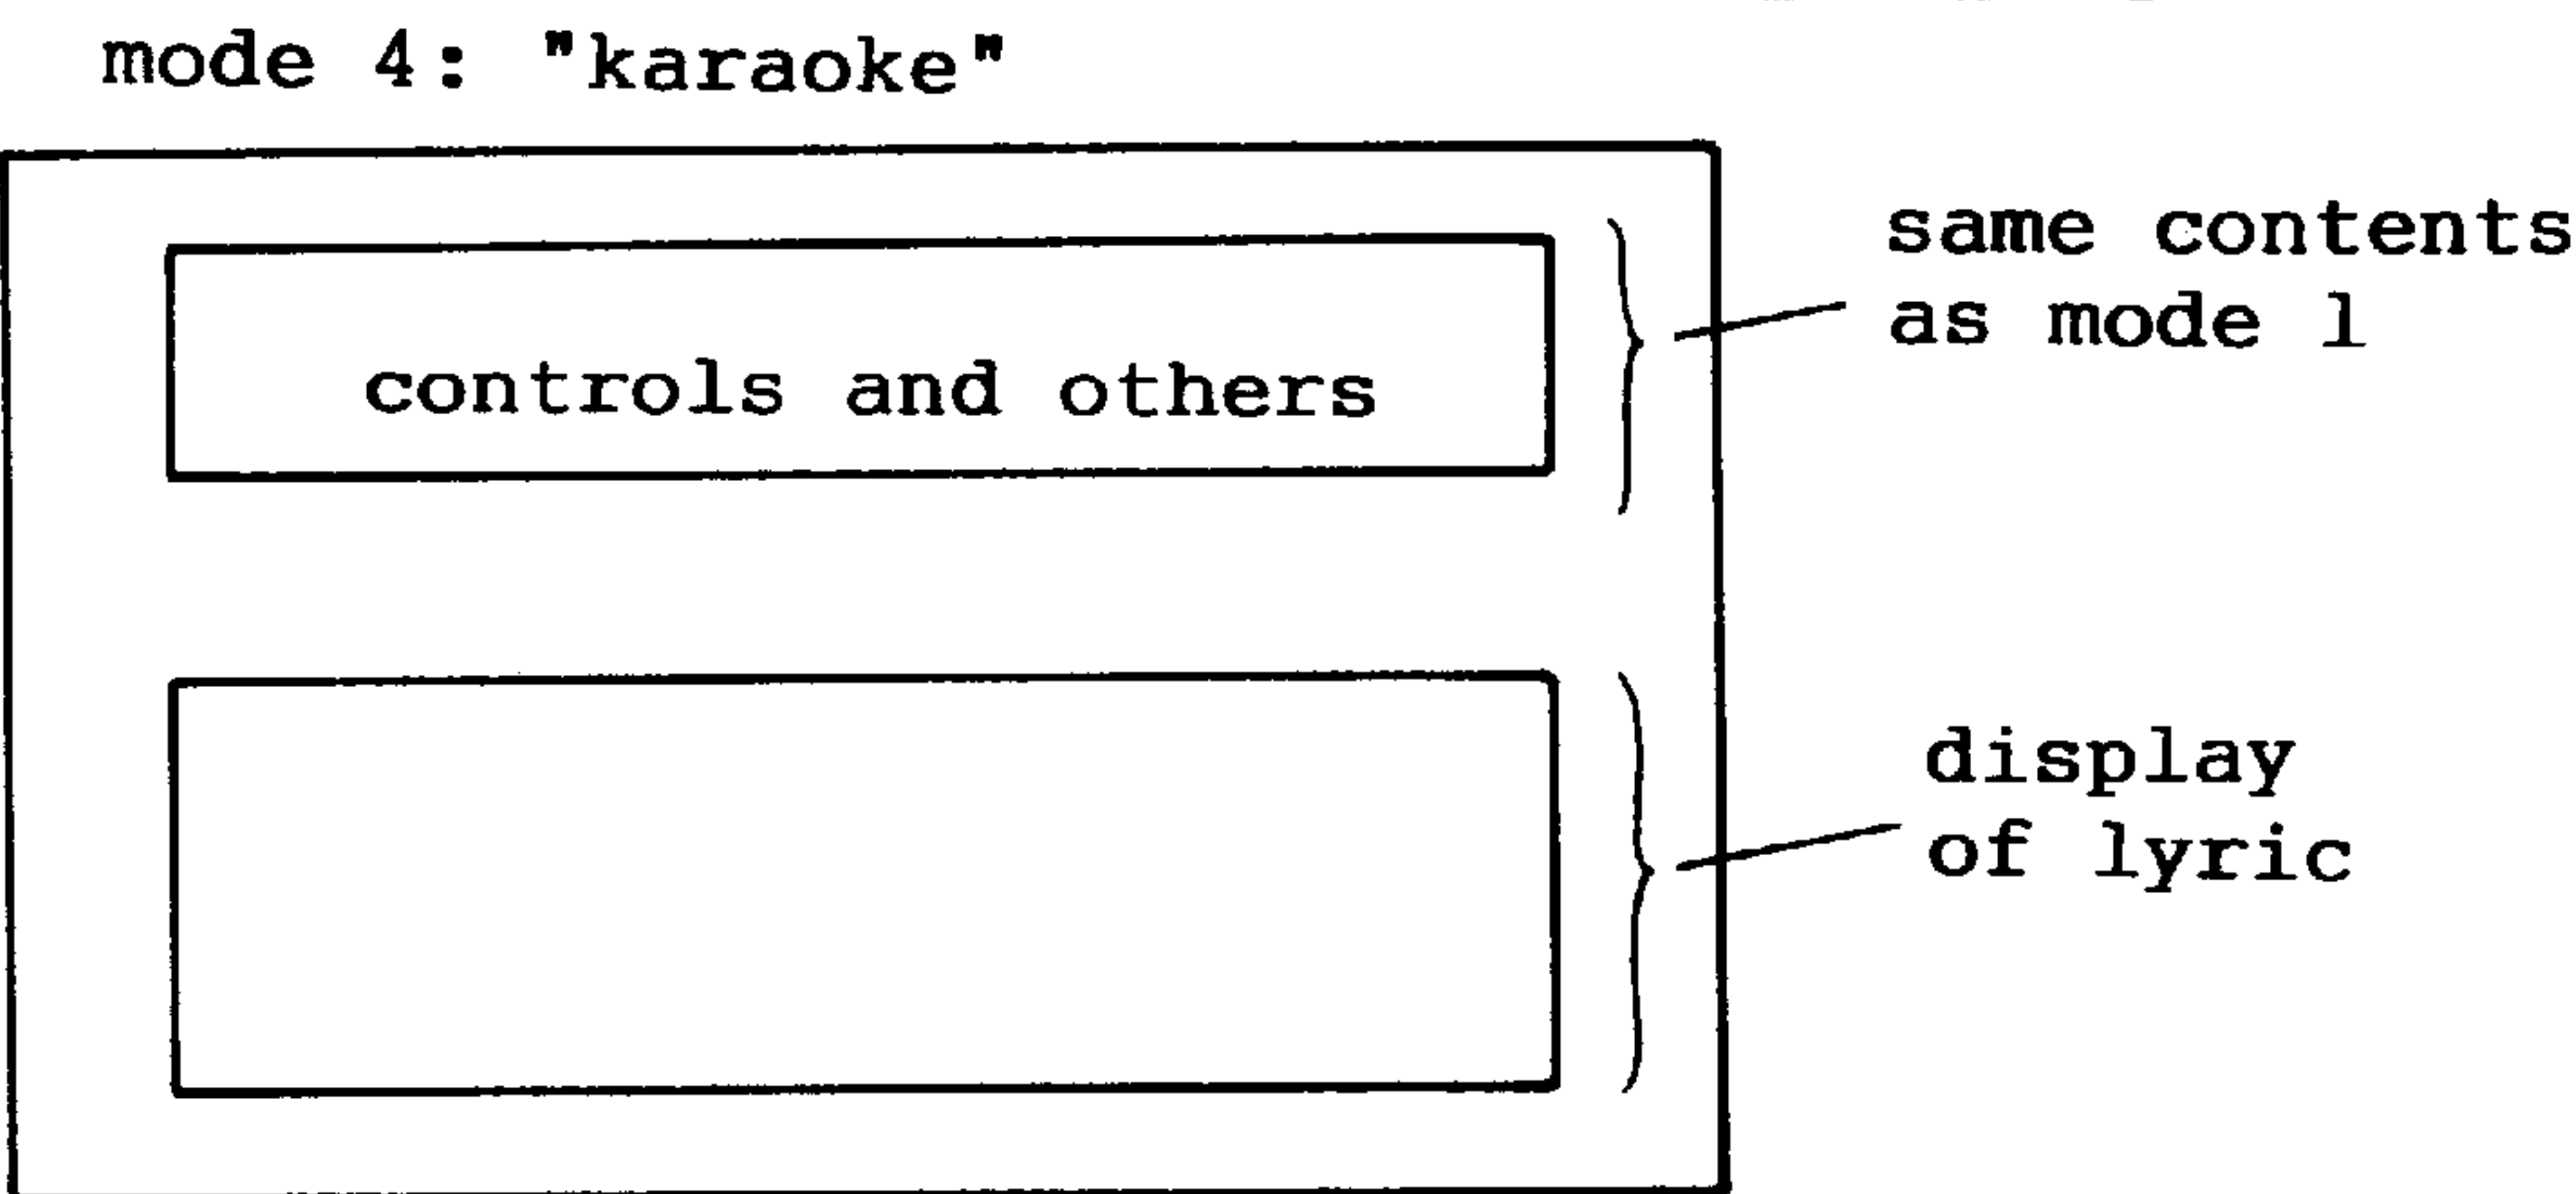 mode 4: "karaoke"
same contents
as mode 1
controls and others
display
of lyric